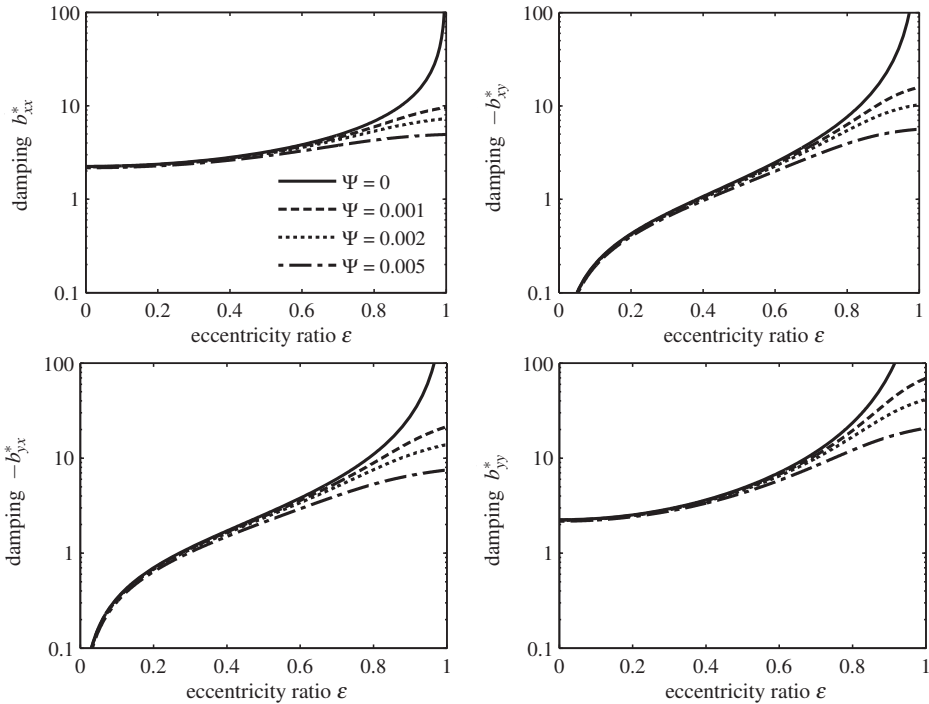 100
10
1
0.1
damping b*xx
Ψ = 0
Ψ = 0.001
Ψ = 0.002
Ψ = 0.005
0 0.2 0.4 0.6 0.8 1
eccentricity ratio ε
100
10
1
0.1
damping −b*xy
0 0.2 0.4 0.6 0.8 1
eccentricity ratio ε
100
10
1
0.1
damping −b*yx
0 0.2 0.4 0.6 0.8 1
eccentricity ratio ε
100
10
1
0.1
damping b*yy
0 0.2 0.4 0.6 0.8 1
eccentricity ratio ε